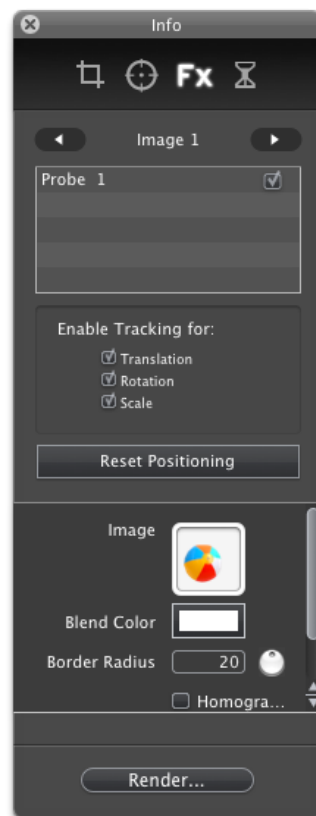 Info
Fx
Image 1
Probe 1
Enable Tracking for:
Translation
Rotation
Scale
Reset Positioning
Image
Blend Color
Border Radius 20
Homogra...
Render...